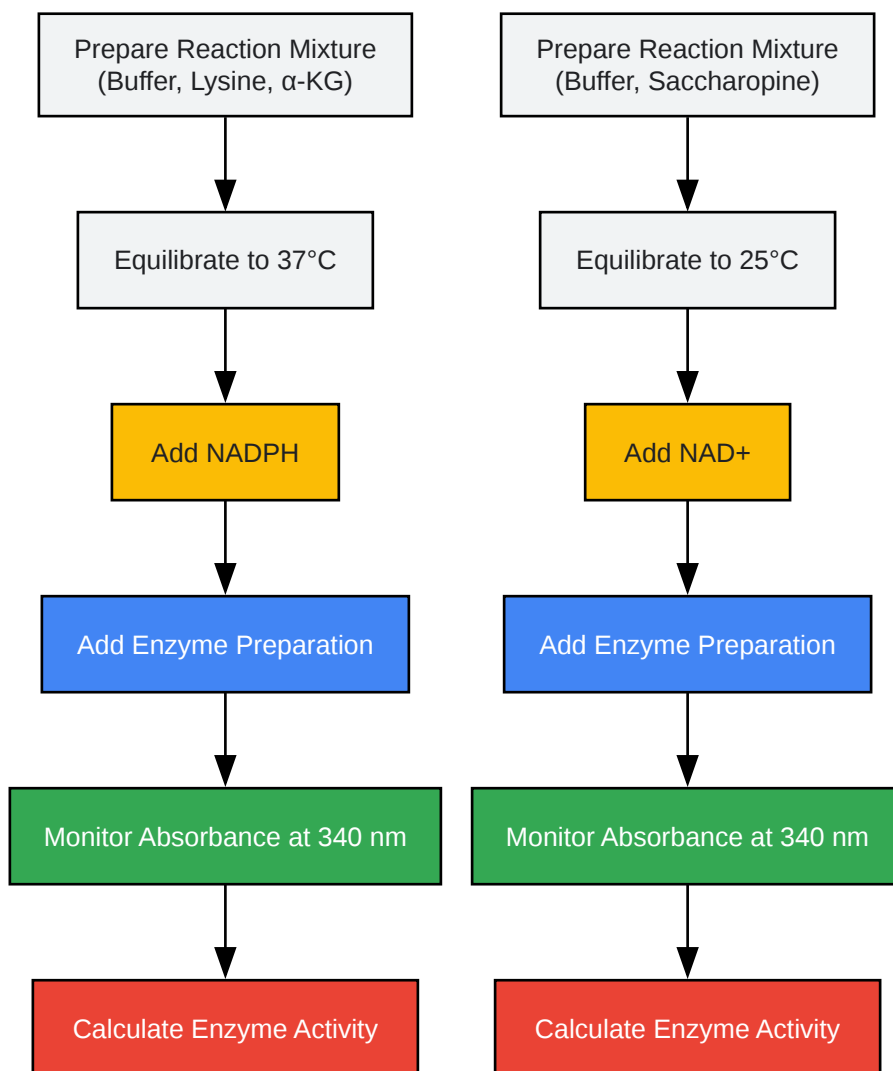 Prepare Reaction Mixture
(Buffer, Lysine, α-KG)
Equilibrate to 37°C
Add NADPH
Add Enzyme Preparation
Monitor Absorbance at 340 nm
Calculate Enzyme Activity
Prepare Reaction Mixture
(Buffer, Saccharopine)
Equilibrate to 25°C
Add NAD+
Add Enzyme Preparation
Monitor Absorbance at 340 nm
Calculate Enzyme Activity